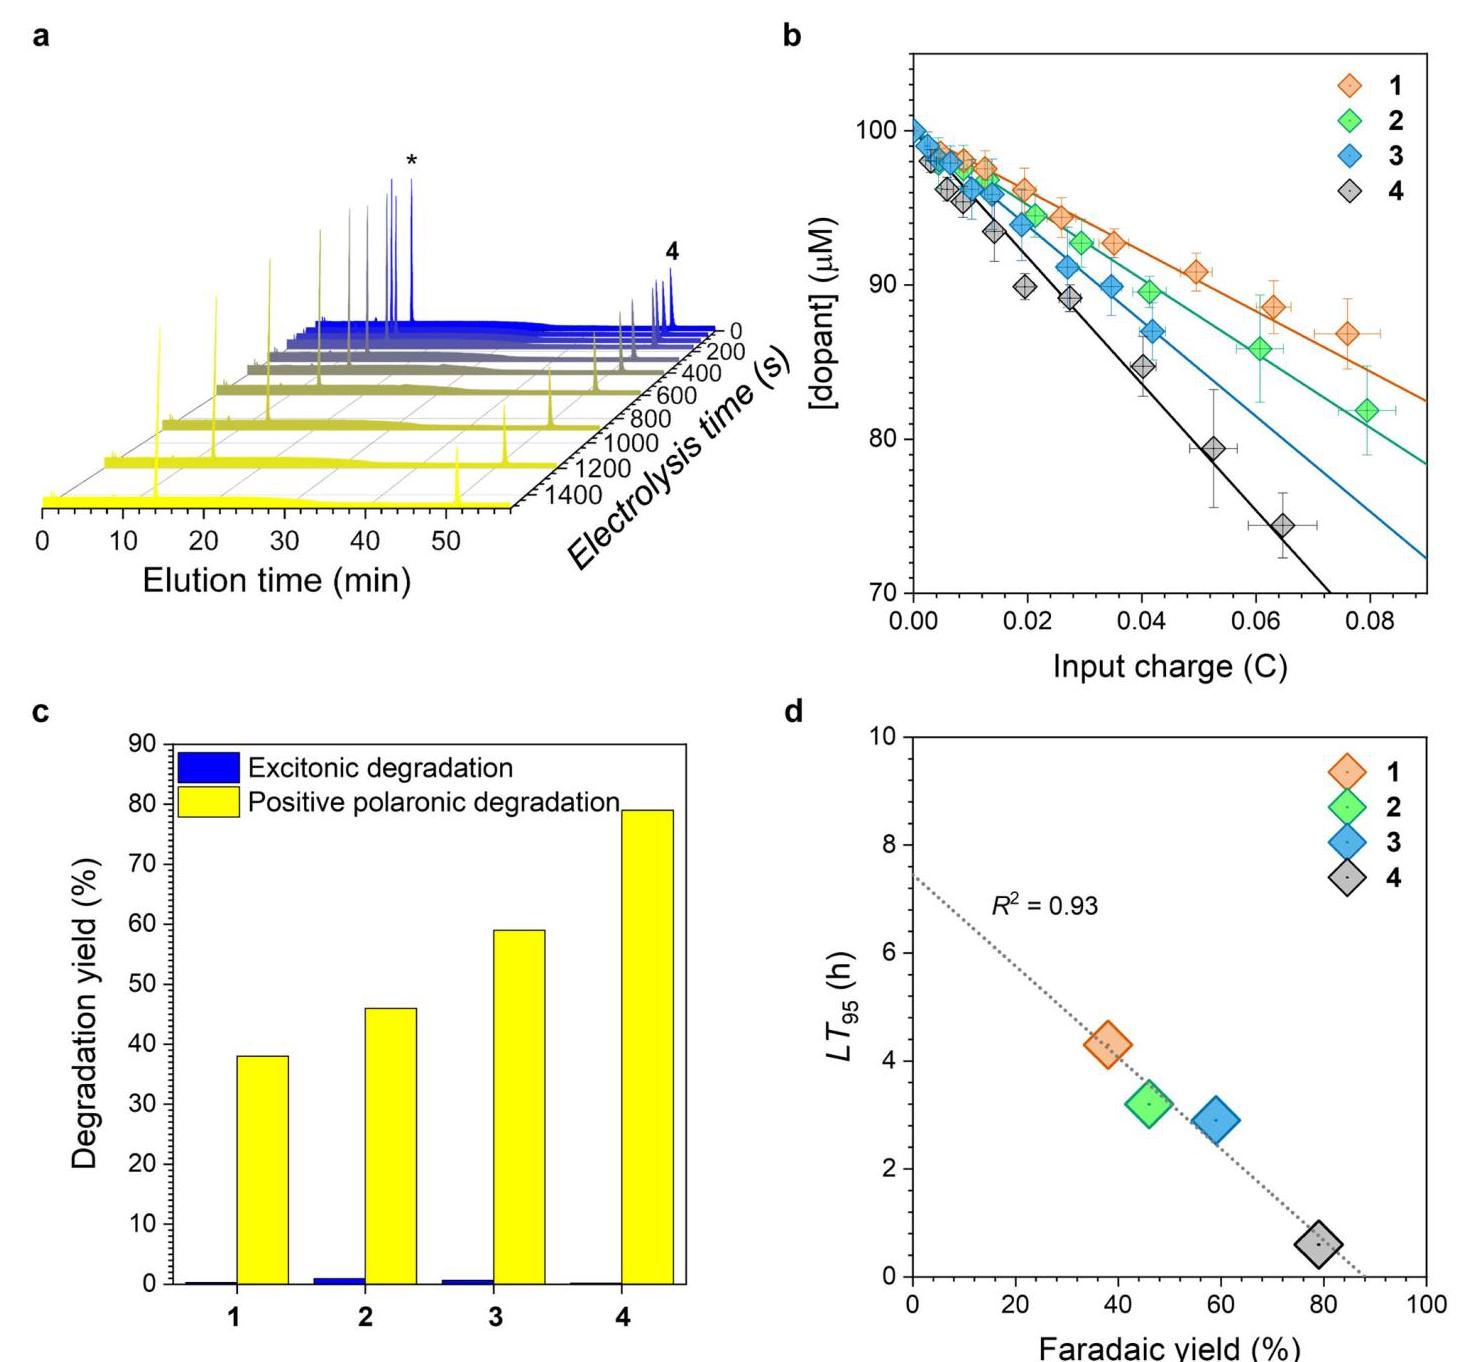 a
*
4
0
200
400
600
800
1000
1200
1400
Electrolysis time (s)
0 10 20 30 40 50
Elution time (min)
b
1
2
3
4
100
90
80
70
[dopant] (μM)
0.00 0.02 0.04 0.06 0.08
Input charge (C)
c
Excitonic degradation
Positive polaronic degradation
90
80
70
60
50
40
30
20
10
0
Degradation yield (%)
1 2 3 4
d
1
2
3
4
R² = 0.93
10
8
6
4
2
0
LT₉₅ (h)
0 20 40 60 80 100
Faradaic yield (%)